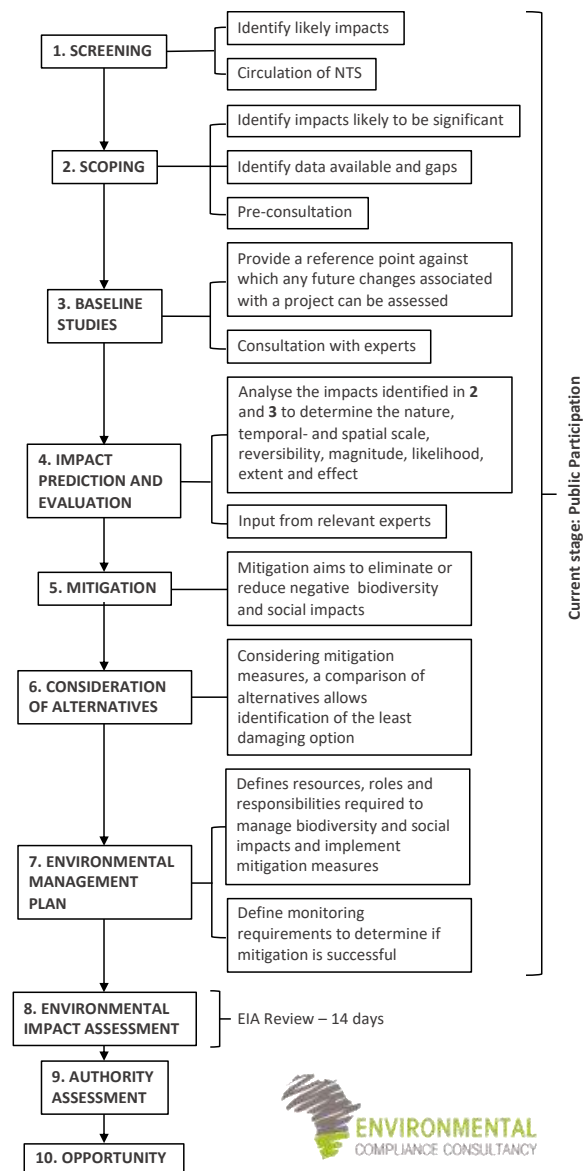 Identify likely impacts
1. SCREENING
Circulation of NTS
Identify impacts likely to be significant
2. SCOPING
Identify data available and gaps
Pre-consultation
Provide a reference point against
which any future changes associated
with a project can be assessed
3. BASELINE
STUDIES
Consultation with experts
Analyse the impacts identified in 2
and 3 to determine the nature,
temporal- and spatial scale,
reversibility, magnitude, likelihood,
extent and effect
4. IMPACT
PREDICTION AND
EVALUATION
Input from relevant experts
5. MITIGATION
Mitigation aims to eliminate or
reduce negative biodiversity
and social impacts
6. CONSIDERATION
OF ALTERNATIVES
Considering mitigation
measures, a comparison of
alternatives allows
identification of the least
damaging option
Defines resources, roles and
responsibilities required to
manage biodiversity and social
impacts and implement
mitigation measures
7. ENVIRONMENTAL
MANAGEMENT
PLAN
Define monitoring
requirements to determine if
mitigation is successful
Current stage: Public Participation
8. ENVIRONMENTAL
IMPACT ASSESSMENT
EIA Review – 14 days
9. AUTHORITY
ASSESSMENT
10. OPPORTUNITY
ENVIRONMENTAL
COMPLIANCE CONSULTANCY